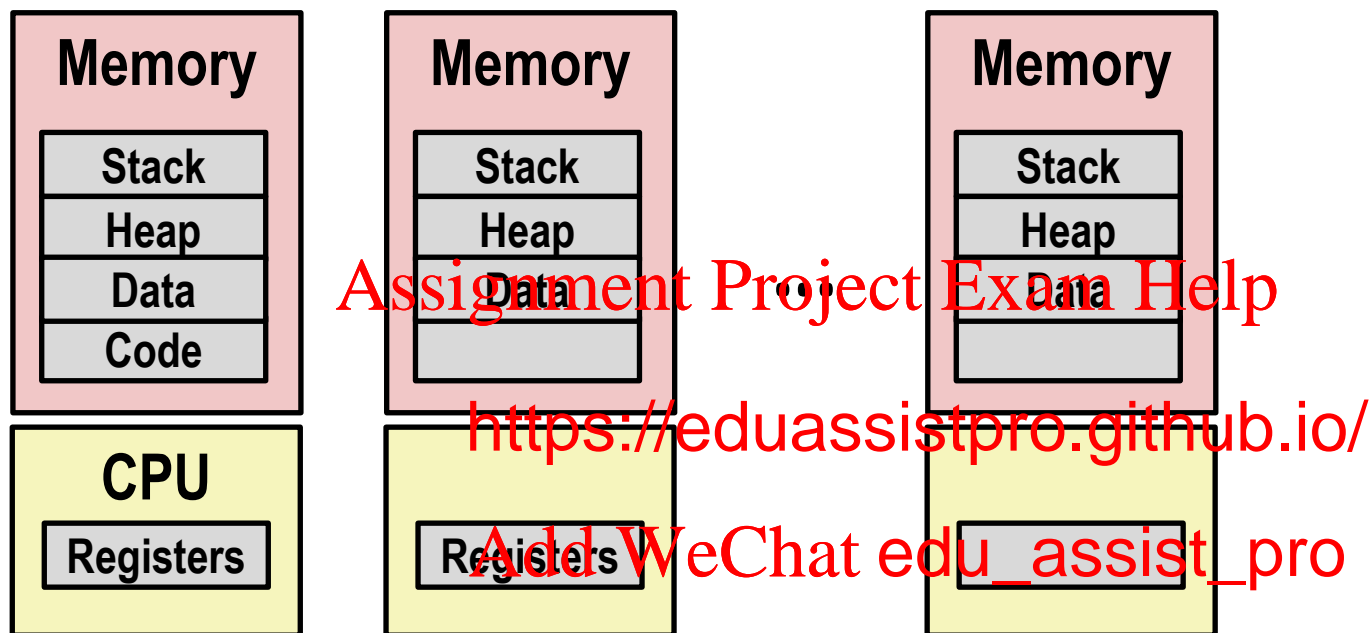 Memory
Stack
Heap
Data
Code
CPU
Registers
Memory
Stack
Heap
Data
Registers
...
Memory
Stack
Heap
Data
Assignment Project Exam Help
https://eduassistpro.github.io/
Add WeChat edu_assist_pro